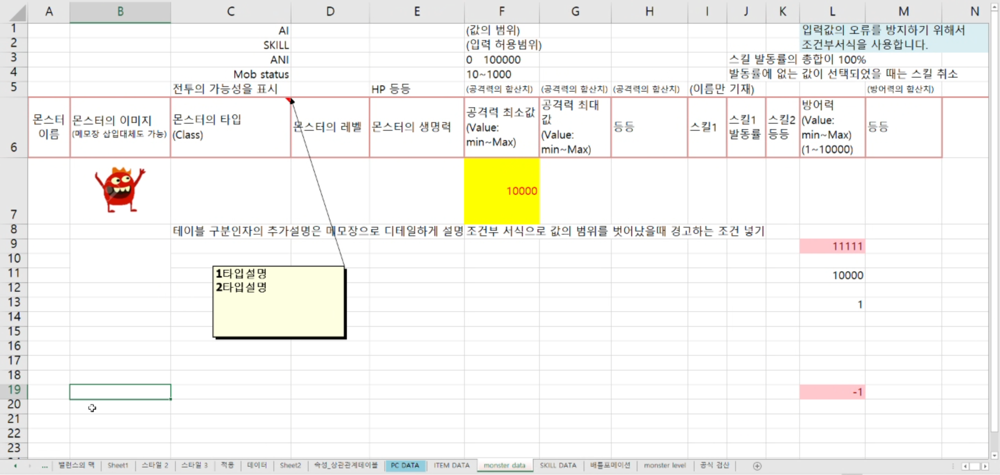 A B C D E F G H I J K L M N
1 AI (값의 범위) 입력값의 오류를 방지하기 위해서
2 SKILL (입력 허용범위) 조건부서식을 사용합니다.
3 ANI 0 100000 스킬 발동률의 총합이 100%
4 Mob status 10~1000 발동률에 없는 값이 선택되었을 때는 스킬 취소
5 전투의 가능성을 표시 HP 등등 (공격력의 합산치) (공격력의 합산치) (공격력의 합산치) (이름만 기재) (방어력의 합산치)
6
몬스터
이름
몬스터의 이미지
(메모장 삽입대체도 가능)
몬스터의 타입
(Class)
몬스터의 레벨
몬스터의 생명력
공격력 최소값
(Value:
min~Max)
공격력 최대
값
(Value:
min~Max)
등등
스킬1
스킬1
발동률
스킬2
등등
방어력
(Value:
min~Max)
(1~10000)
등등
7 10000
8 테이블 구분인자의 추가설명은 메모장으로 디테일하게 설명 조건부 서식으로 값의 범위를 벗어났을때 경고하는 조건 넣기
9 11111
10
11 10000
1타입설명
2타입설명
12
13 1
14
15
16
17
18
19 -1
20
21
22
23
... 밸런스의 맥 Sheet1 스타일 2 스타일 3 적용 데이터 Sheet2 속성_상관관계테이블 PC DATA ITEM DATA monster data SKILL DATA 배틀포메이션 monster level 공식 검산